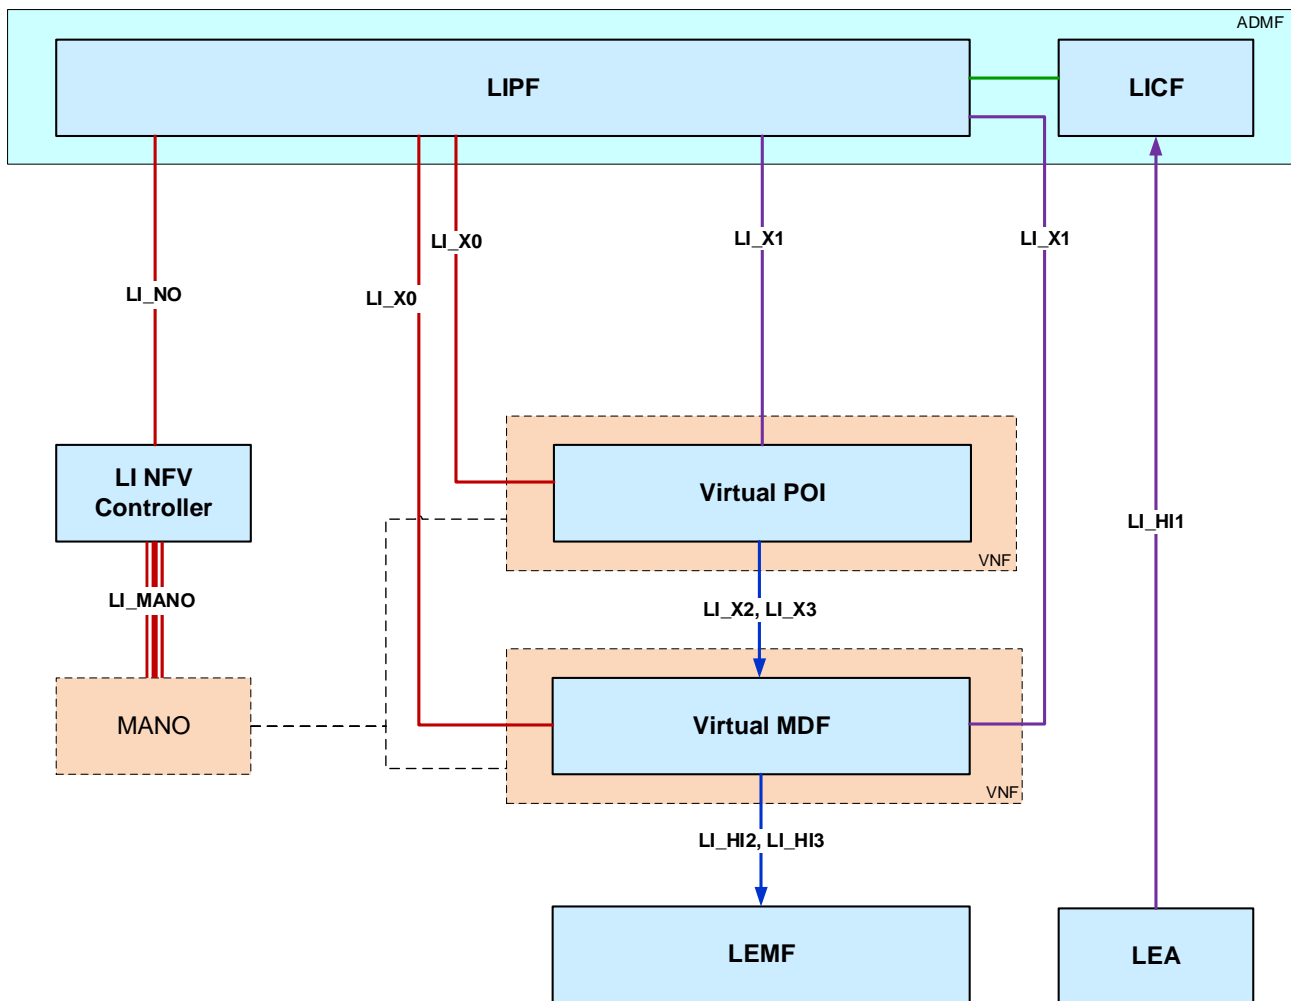 ADMF
LIPF
LICF
LI_X0
LI_X1
LI_X1
LI_NO
LI_X0
LI NFV
Controller
Virtual POI
LI_HI1
VNF
LI_MANO
LI_X2, LI_X3
MANO
Virtual MDF
VNF
LI_HI2, LI_HI3
LEMF
LEA